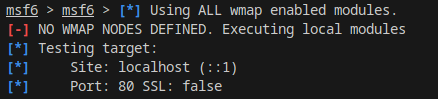 msf6 > msf6 > [*] Using ALL wmap enabled modules.
[-] NO WMAP NODES DEFINED. Executing local modules
[*] Testing target:
[*]     Site: localhost (::1)
[*]     Port: 80 SSL: false